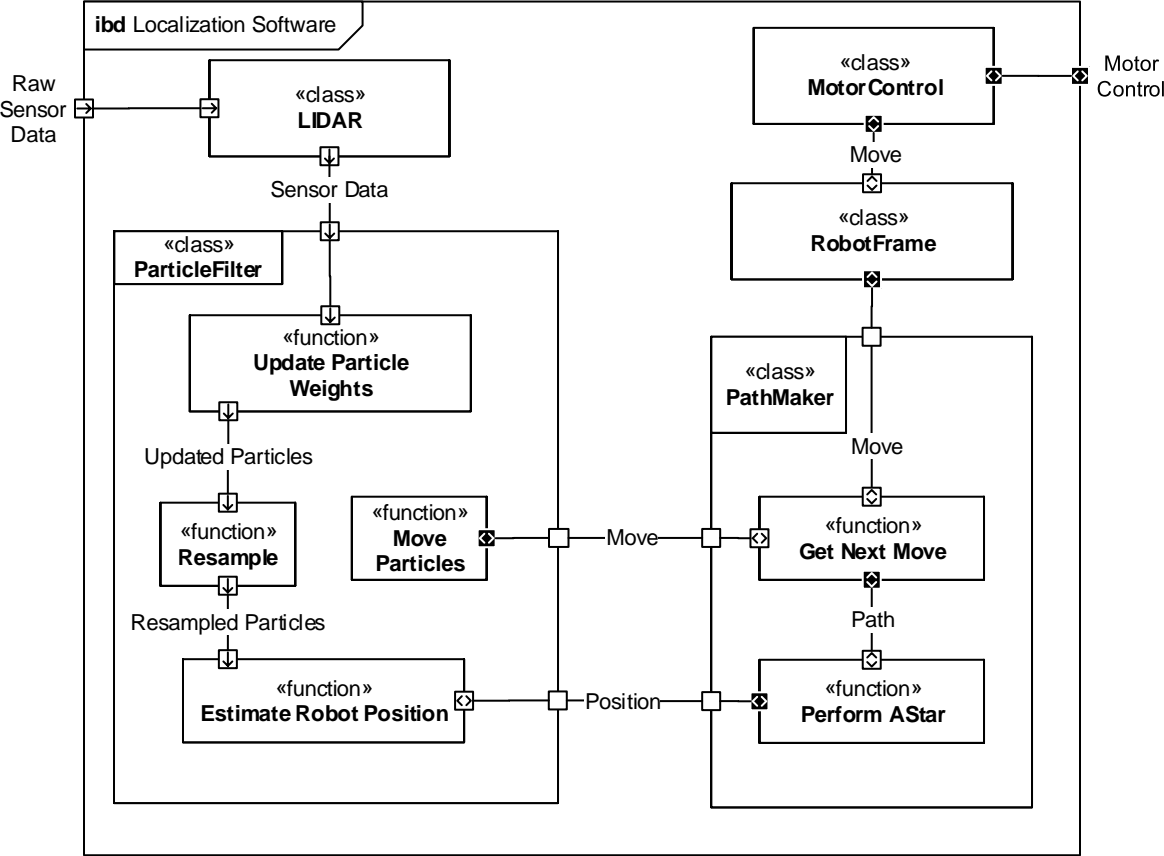 ibd Localization Software
Raw
Sensor
Data
«class»
LIDAR
Sensor Data
«class»
MotorControl
Motor
Control
Move
«class»
RobotFrame
«class»
ParticleFilter
«function»
Update Particle
Weights
Updated Particles
«function»
Resample
Resampled Particles
«function»
Estimate Robot Position
«function»
Move
Particles
Move
Position
«class»
PathMaker
Move
«function»
Get Next Move
Path
«function»
Perform AStar